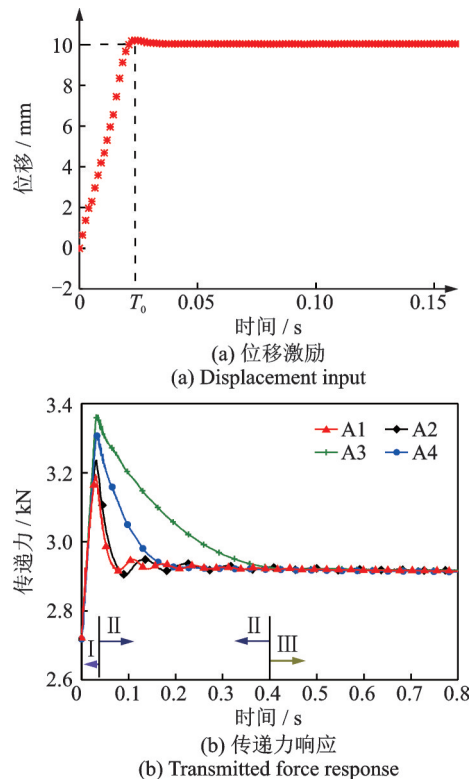 位移 / mm
10
8
6
4
2
0
−2
0 T₀ 0.05 0.10 0.15
时间 / s
(a) 位移激励
(a) Displacement input
传递力 / kN
3.4
3.2
3.0
2.8
2.6
A1 A2
A3 A4
I II II III
0 0.1 0.2 0.3 0.4 0.5 0.6 0.7 0.8
时间 / s
(b) 传递力响应
(b) Transmitted force response